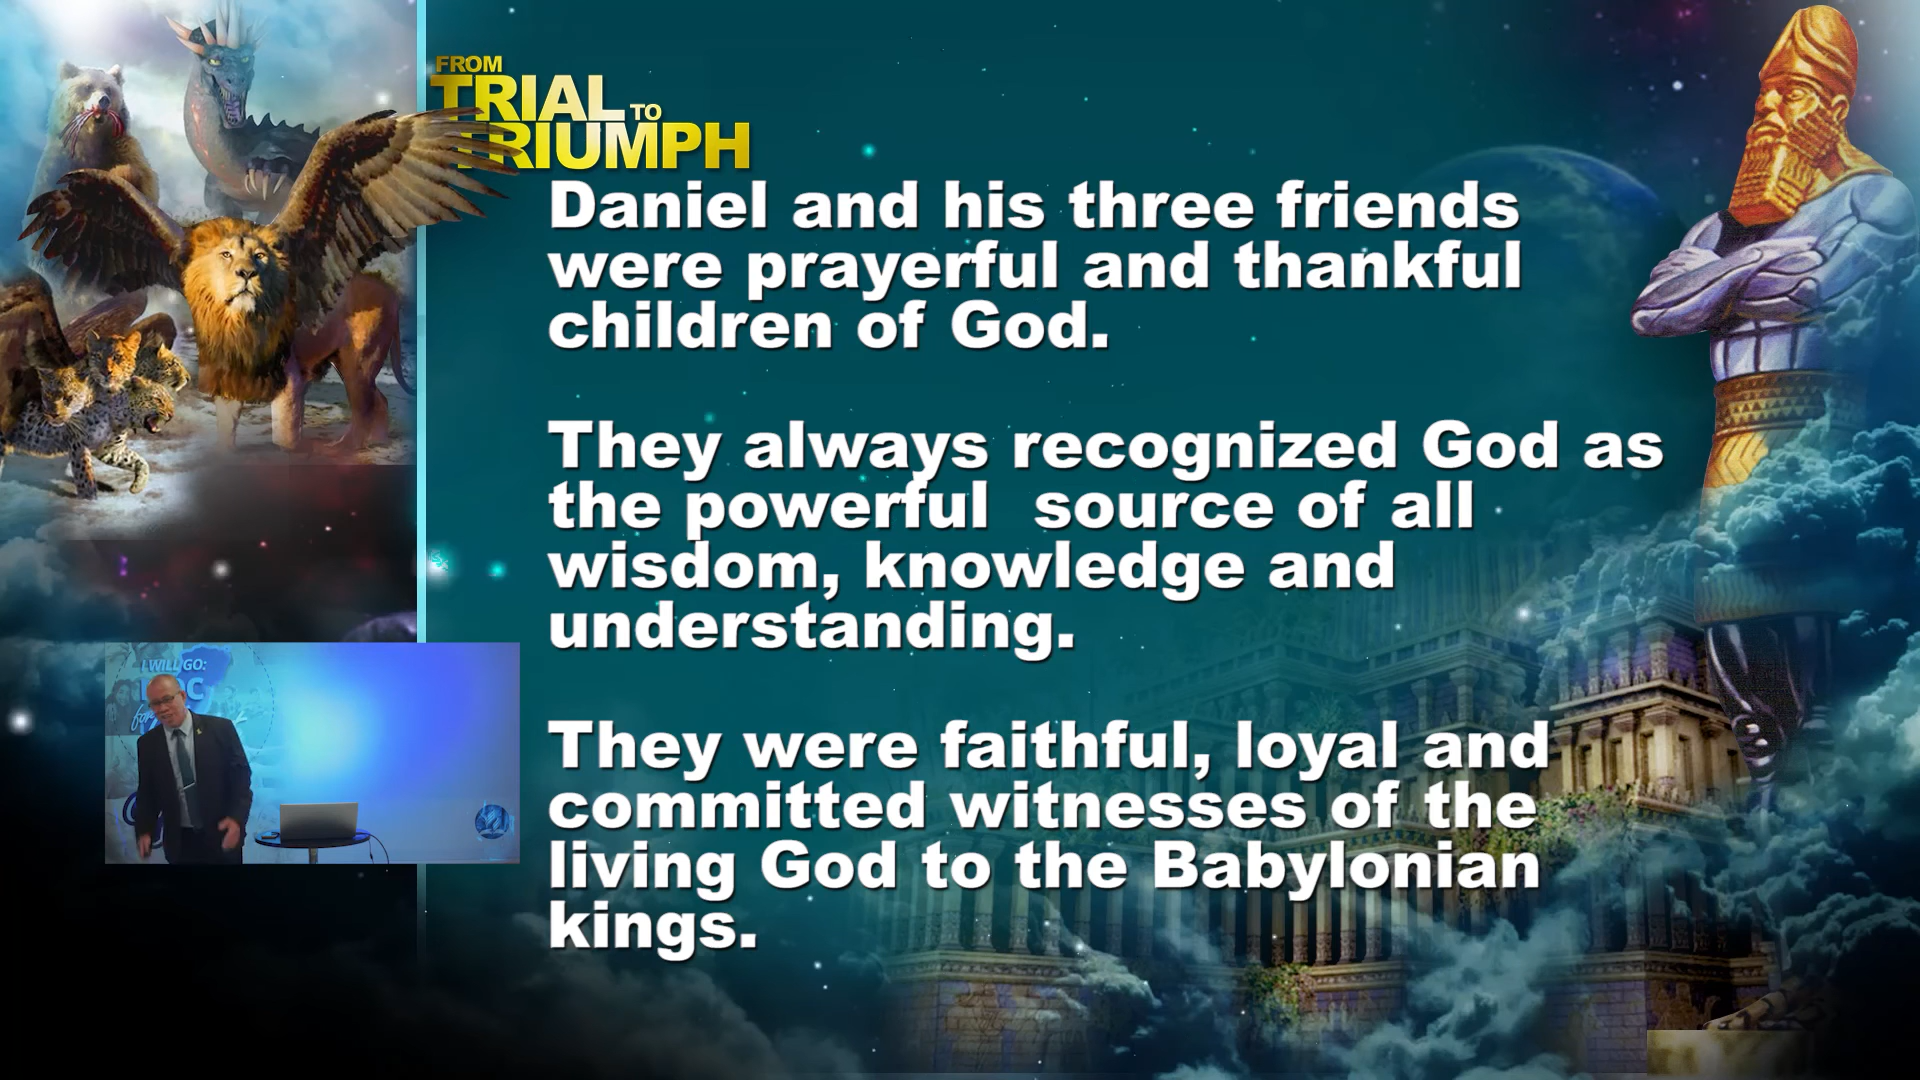 FROM
TRIAL TO
TRIUMPH
Daniel and his three friends
were prayerful and thankful
children of God.
They always recognized God as
the powerful  source of all
wisdom, knowledge and
understanding.
They were faithful, loyal and
committed witnesses of the
living God to the Babylonian
kings.
I WILL GO: